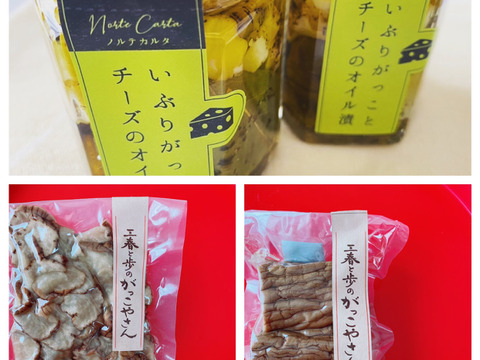 Norte Carta
ノルテカルタ
いぶりがっ
チーズのオイル
いぶりがっこと
チーズのオイル漬
工春と歩のがっこやさん
工春と歩のがっこやさん